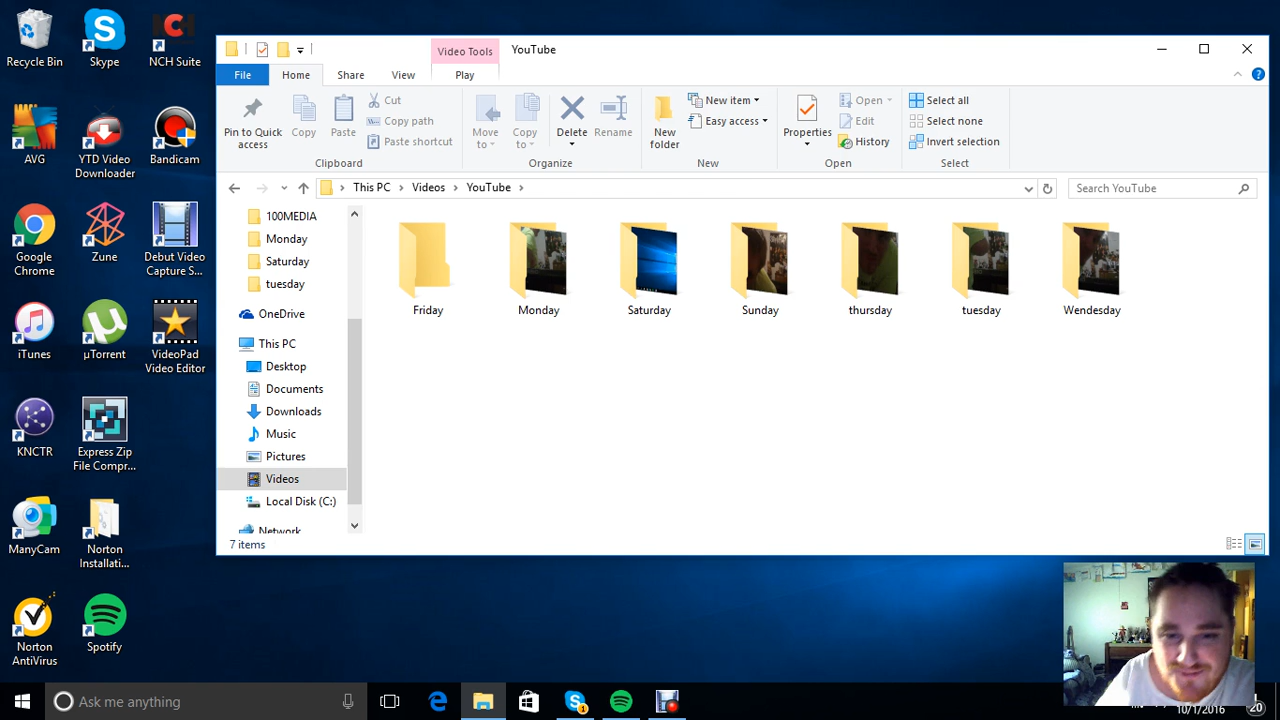 Recycle Bin
Skype
NCH Suite
AVG
YTD Video
Downloader
Bandicam
Google
Chrome
Zune
Debut Video
Capture S...
iTunes
µTorrent
VideoPad
Video Editor
KNCTR
Express Zip
File Compr...
ManyCam
Norton
Installati...
Norton
AntiVirus
Spotify
Video Tools
YouTube
File
Home
Share
View
Play
Pin to Quick
access
Copy
Paste
Cut
Copy path
Paste shortcut
Clipboard
Move
to
Copy
to
Delete
Rename
Organize
New
folder
New item
Easy access
New
Properties
Open
Edit
History
Open
Select all
Select none
Invert selection
Select
This PC
Videos
YouTube
Search YouTube
100MEDIA
Monday
Saturday
tuesday
OneDrive
This PC
Desktop
Documents
Downloads
Music
Pictures
Videos
Local Disk (C:)
Network
Friday
Monday
Saturday
Sunday
thursday
tuesday
Wendesday
7 items
Ask me anything
1
10/1/2016
20